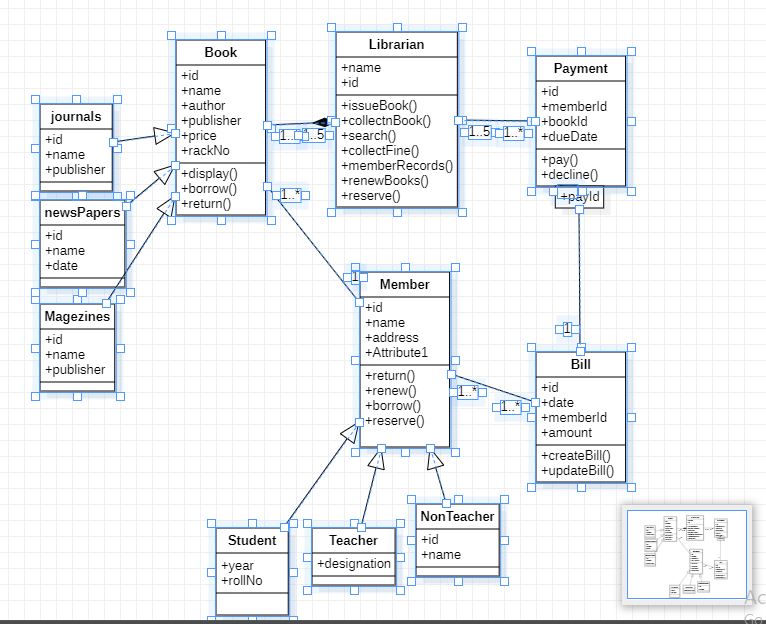 Book
+id
+name
+author
+publisher
+price
+rackNo
+display()
+borrow()
+return()
Librarian
+name
+id
+issueBook()
+collectnBook()
+search()
+collectFine()
+memberRecords()
+renewBooks()
+reserve()
Payment
+id
+memberId
+bookId
+dueDate
+pay()
+decline()
+payId
journals
+id
+name
+publisher
newsPapers
+id
+name
+date
Magezines
+id
+name
+publisher
1..5
1..5
1..*
1..*
1
Member
+id
+name
+address
+Attribute1
+return()
+renew()
+borrow()
+reserve()
1
Bill
+id
+date
+memberId
+amount
+createBill()
+updateBill()
1..*
1..*
Student
+year
+rollNo
Teacher
+designation
NonTeacher
+id
+name